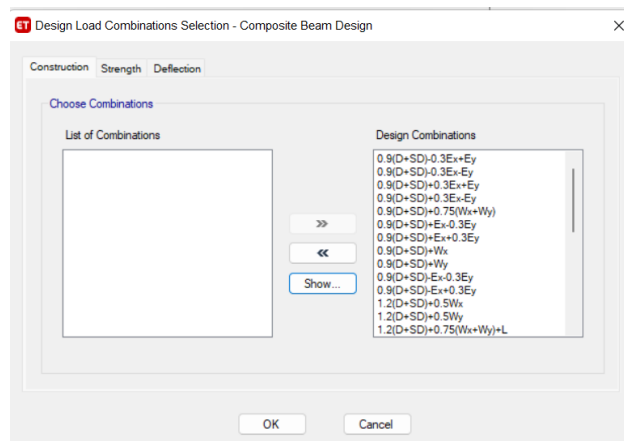 ET Design Load Combinations Selection - Composite Beam Design
Construction Strength Deflection
Choose Combinations
List of Combinations
Design Combinations
0.9(D+SD)-0.3Ex+Ey
0.9(D+SD)-0.3Ex-Ey
0.9(D+SD)+0.3Ex+Ey
0.9(D+SD)+0.3Ex-Ey
0.9(D+SD)+0.75(Wx+Wy)
0.9(D+SD)+Ex-0.3Ey
0.9(D+SD)+Ex+0.3Ey
0.9(D+SD)+Wx
0.9(D+SD)+Wy
0.9(D+SD)-Ex-0.3Ey
0.9(D+SD)-Ex+0.3Ey
1.2(D+SD)+0.5Wx
1.2(D+SD)+0.5Wy
1.2(D+SD)+0.75(Wx+Wy)+L
>>
<<
Show...
OK Cancel